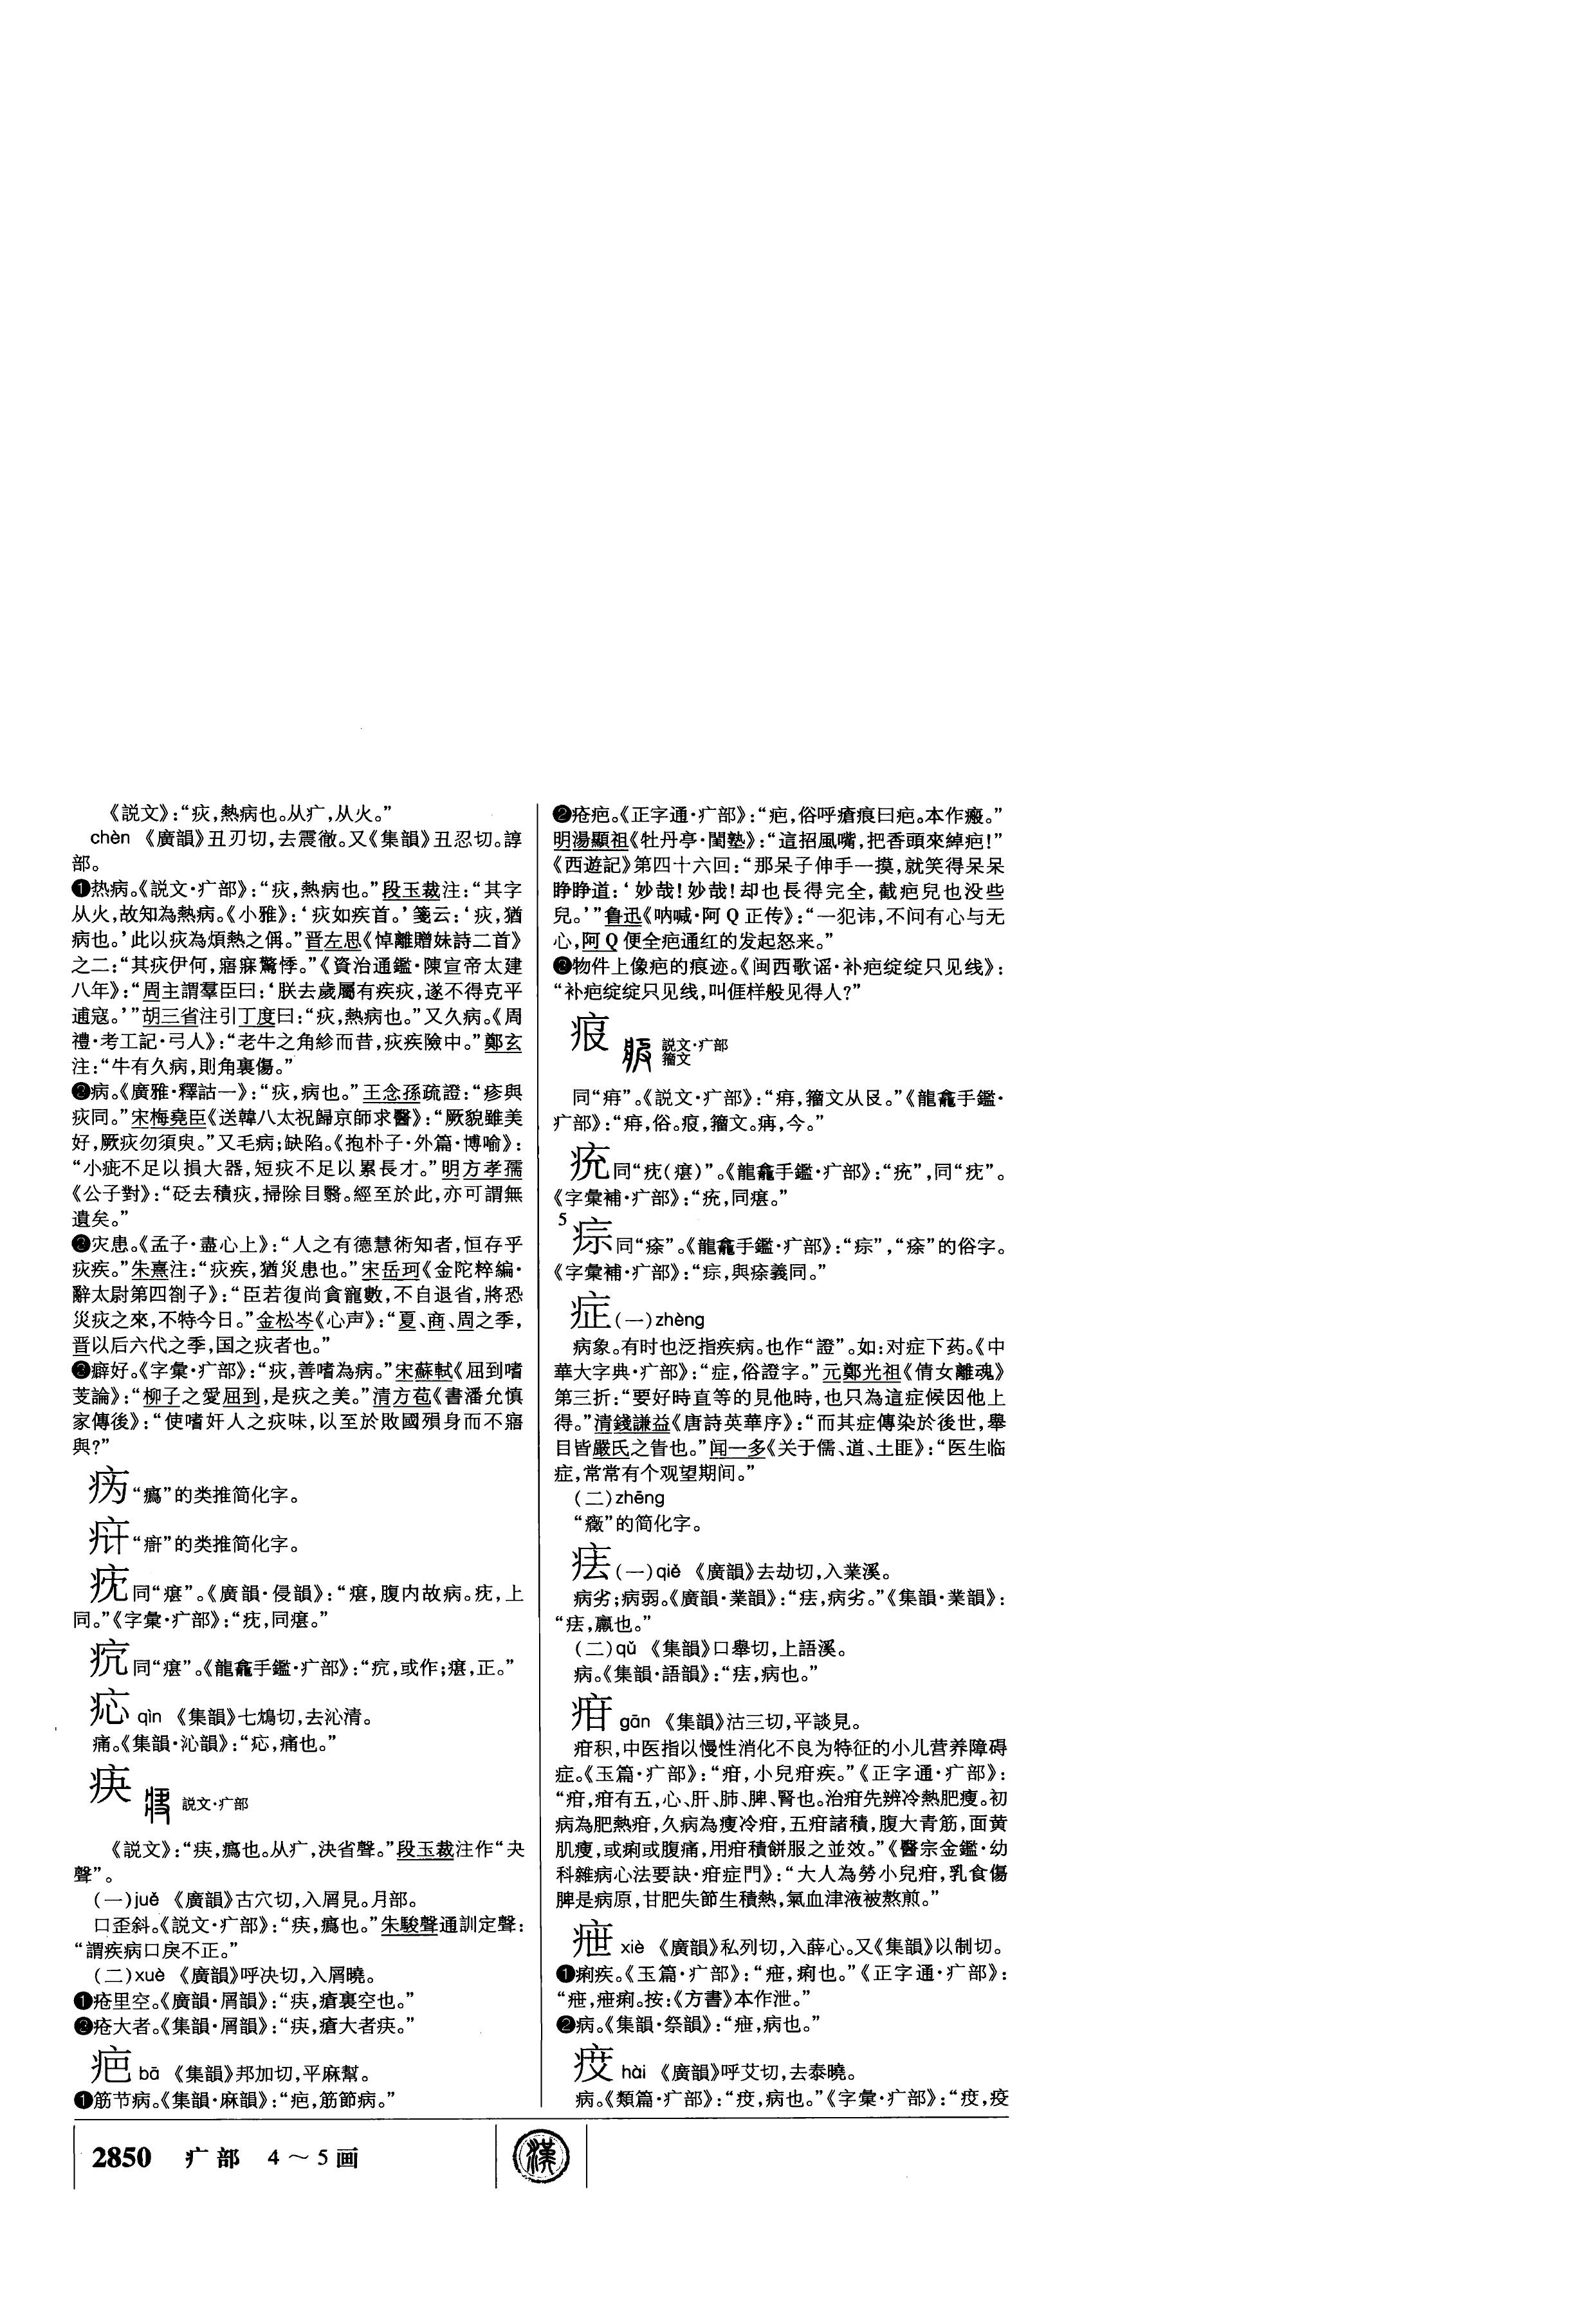 《説文》：“疢，熱病也。从疒，从火。”
chèn 《廣韻》丑刃切，去震徹。又《集韻》丑忍切。諄
部。
❶热病。《説文·疒部》：“疢，熱病也。”段玉裁注：“其字
从火，故知為熱病。《小雅》：‘疢如疾首。’箋云：‘疢，猶
病也。’此以疢為煩熱之偁。”晋左思《悼離贈妹詩二首》
之二：“其疢伊何，寤寐驚悸。”《資治通鑑·陳宣帝太建
八年》：“周主謂羣臣曰：‘朕去歲屬有疾疢，遂不得克平
逋寇。’”胡三省注引丁度曰：“疢，熱病也。”又久病。《周
禮·考工記·弓人》：“老牛之角紾而昔，疢疾險中。”鄭玄
注：“牛有久病，則角裏傷。”
❷病。《廣雅·釋詁一》：“疢，病也。”王念孫疏證：“疹與
疢同。”宋梅堯臣《送韓八太祝歸京師求醫》：“厥貌雖美
好，厥疢勿須臾。”又毛病；缺陷。《抱朴子·外篇·博喻》：
“小疵不足以損大器，短疢不足以累長才。”明方孝孺
《公子對》：“砭去積疢，掃除目翳。經至於此，亦可謂無
遺矣。”
❸灾患。《孟子·盡心上》：“人之有德慧術知者，恒存乎
疢疾。”朱熹注：“疢疾，猶災患也。”宋岳珂《金陀粹編·
辭太尉第四劄子》：“臣若復尚貪寵數，不自退省，將恐
災疢之來，不特今日。”金松岑《心声》：“夏、商、周之季，
晋以后六代之季，国之疢者也。”
❹癖好。《字彙·疒部》：“疢，善嗜為病。”宋蘇軾《屈到嗜
芰論》：“柳子之愛屈到，是疢之美。”清方苞《書潘允慎
家傳後》：“使嗜奸人之疢味，以至於敗國殞身而不寤
與？”
㾺“瘑”的类推简化字。
𤶊“癠”的类推简化字。
㽸同“㾕”。《廣韻·侵韻》：“㾕，腹内故病。㽸，上
同。”《字彙·疒部》：“㽸，同㾕。”
㽘同“㾕”。《龍龕手鑑·疒部》：“㽘，或作；㾕，正。”
㤈 qìn 《集韻》七鴆切，去沁清。
痛。《集韻·沁韻》：“㤈，痛也。”
疦 説文·疒部
《説文》：“疦，瘑也。从疒，決省聲。”段玉裁注作“夬
聲”。
（一）jué 《廣韻》古穴切，入屑見。月部。
口歪斜。《説文·疒部》：“疦，瘑也。”朱駿聲通訓定聲：
“謂疾病口戾不正。”
（二）xuè 《廣韻》呼决切，入屑曉。
❶疮里空。《廣韻·屑韻》：“疦，瘡裏空也。”
❷疮大者。《集韻·屑韻》：“疦，瘡大者疦。”
疤 bā 《集韻》邦加切，平麻幫。
❶筋节病。《集韻·麻韻》：“疤，筋節病。”
❷疮疤。《正字通·疒部》：“疤，俗呼瘡痕曰疤。本作瘢。”
明湯顯祖《牡丹亭·閨塾》：“這招風嘴，把香頭來綽疤！”
《西遊記》第四十六回：“那呆子伸手一摸，就笑得呆呆
睁睁道：‘妙哉！妙哉！却也長得完全，截疤兒也没些
兒。’”鲁迅《呐喊·阿Q正传》：“一犯讳，不问有心与无
心，阿Q便全疤通红的发起怒来。”
❸物件上像疤的痕迹。《闽西歌谣·补疤绽绽只见线》：
“补疤绽绽只见线，叫𠊎样般见得人？”
㽹 説文·疒部
籀文
同“㾐”。《説文·疒部》：“㾐，籀文从𠬝。”《龍龕手鑑·
疒部》：“㾐，俗。㽹，籀文。痗，今。”
𤵌同“㽸（㾕）”。《龍龕手鑑·疒部》：“𤵌”，同“㽸”。
《字彙補·疒部》：“𤵌，同㾕。”
5
𤵻同“瘵”。《龍龕手鑑·疒部》：“𤵻”，“瘵”的俗字。
《字彙補·疒部》：“𤵻，與瘵義同。”
症（一）zhèng
病象。有时也泛指疾病。也作“證”。如：对症下药。《中
華大字典·疒部》：“症，俗證字。”元鄭光祖《倩女離魂》
第三折：“要好時直等的見他時，也只為這症候因他上
得。”清錢謙益《唐詩英華序》：“而其症傳染於後世，舉
目皆嚴氏之眚也。”闻一多《关于儒、道、土匪》：“医生临
症，常常有个观望期间。”
（二）zhēng
“癥”的简化字。
㾀（一）qiè 《廣韻》去劫切，入業溪。
病劣；病弱。《廣韻·業韻》：“㾀，病劣。”《集韻·業韻》：
“㾀，羸也。”
（二）qǔ 《集韻》口舉切，上語溪。
病。《集韻·語韻》：“㾀，病也。”
疳 gān 《集韻》沽三切，平談見。
疳积，中医指以慢性消化不良为特征的小儿营养障碍
症。《玉篇·疒部》：“疳，小兒疳疾。”《正字通·疒部》：
“疳，疳有五，心、肝、肺、脾、腎也。治疳先辨冷熱肥瘦。初
病為肥熱疳，久病為瘦冷疳，五疳諸積，腹大青筋，面黄
肌瘦，或痢或腹痛，用疳積餅服之並效。”《醫宗金鑑·幼
科雜病心法要訣·疳症門》：“大人為勞小兒疳，乳食傷
脾是病原，甘肥失節生積熱，氣血津液被熬煎。”
疶 xiè 《廣韻》私列切，入薛心。又《集韻》以制切。
❶痢疾。《玉篇·疒部》：“疶，痢也。”《正字通·疒部》：
“疶，疶痢。按：《方書》本作泄。”
❷病。《集韻·祭韻》：“疶，病也。”
㾂 hài 《廣韻》呼艾切，去泰曉。
病。《類篇·疒部》：“㾂，病也。”《字彙·疒部》：“㾂，疫
2850 疒部 4～5画
漢